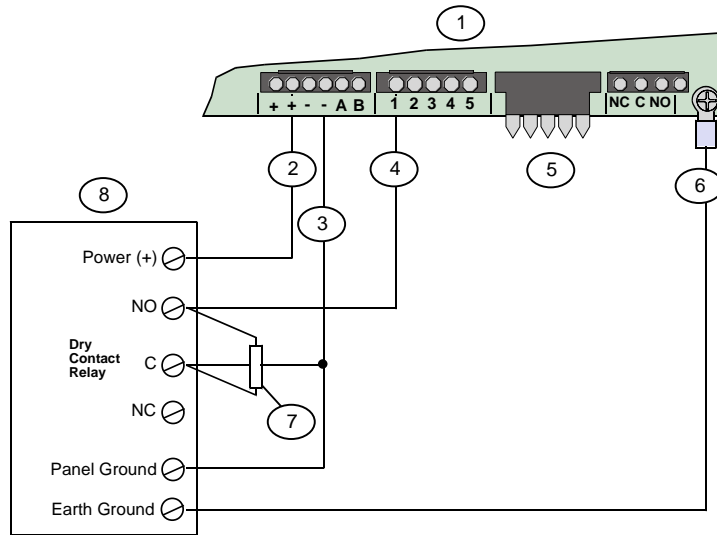 1
+ + - - A B 1 2 3 4 5 NC C NO
2
4
5
6
8
3
Power (+)
NO
Dry
Contact
Relay
C
NC
7
Panel Ground
Earth Ground